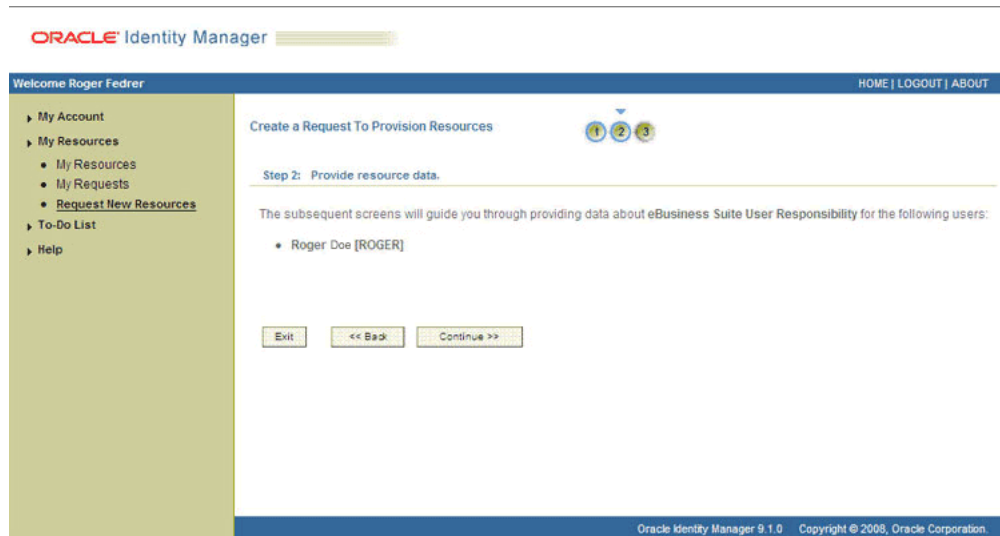 ORACLE Identity Manager
Welcome Roger Fedrer
HOME | LOGOUT | ABOUT
My Account
My Resources
My Resources
My Requests
Request New Resources
To-Do List
Help
Create a Request To Provision Resources
1 2 3
Step 2: Provide resource data.
The subsequent screens will guide you through providing data about eBusiness Suite User Responsibility for the following users:
Roger Doe [ROGER]
Exit << Back Continue >>
Oracle Identity Manager 9.1.0 Copyright © 2008, Oracle Corporation.